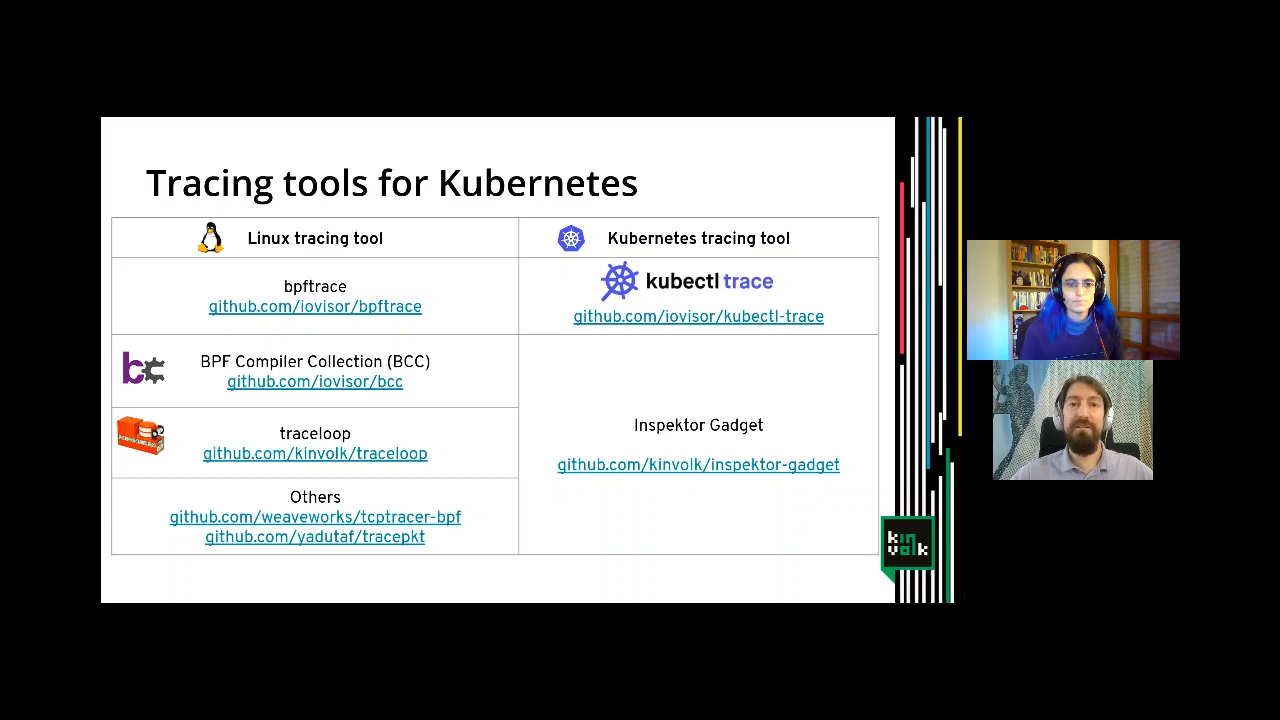 Tracing tools for Kubernetes
Linux tracing tool
Kubernetes tracing tool
bpftrace
github.com/iovisor/bpftrace
kubectl trace
github.com/iovisor/kubectl-trace
BPF Compiler Collection (BCC)
github.com/iovisor/bcc
traceloop
github.com/kinvolk/traceloop
Others
github.com/weaveworks/tcptracer-bpf
github.com/yadutaf/tracepkt
Inspektor Gadget
github.com/kinvolk/inspektor-gadget
kin
volk